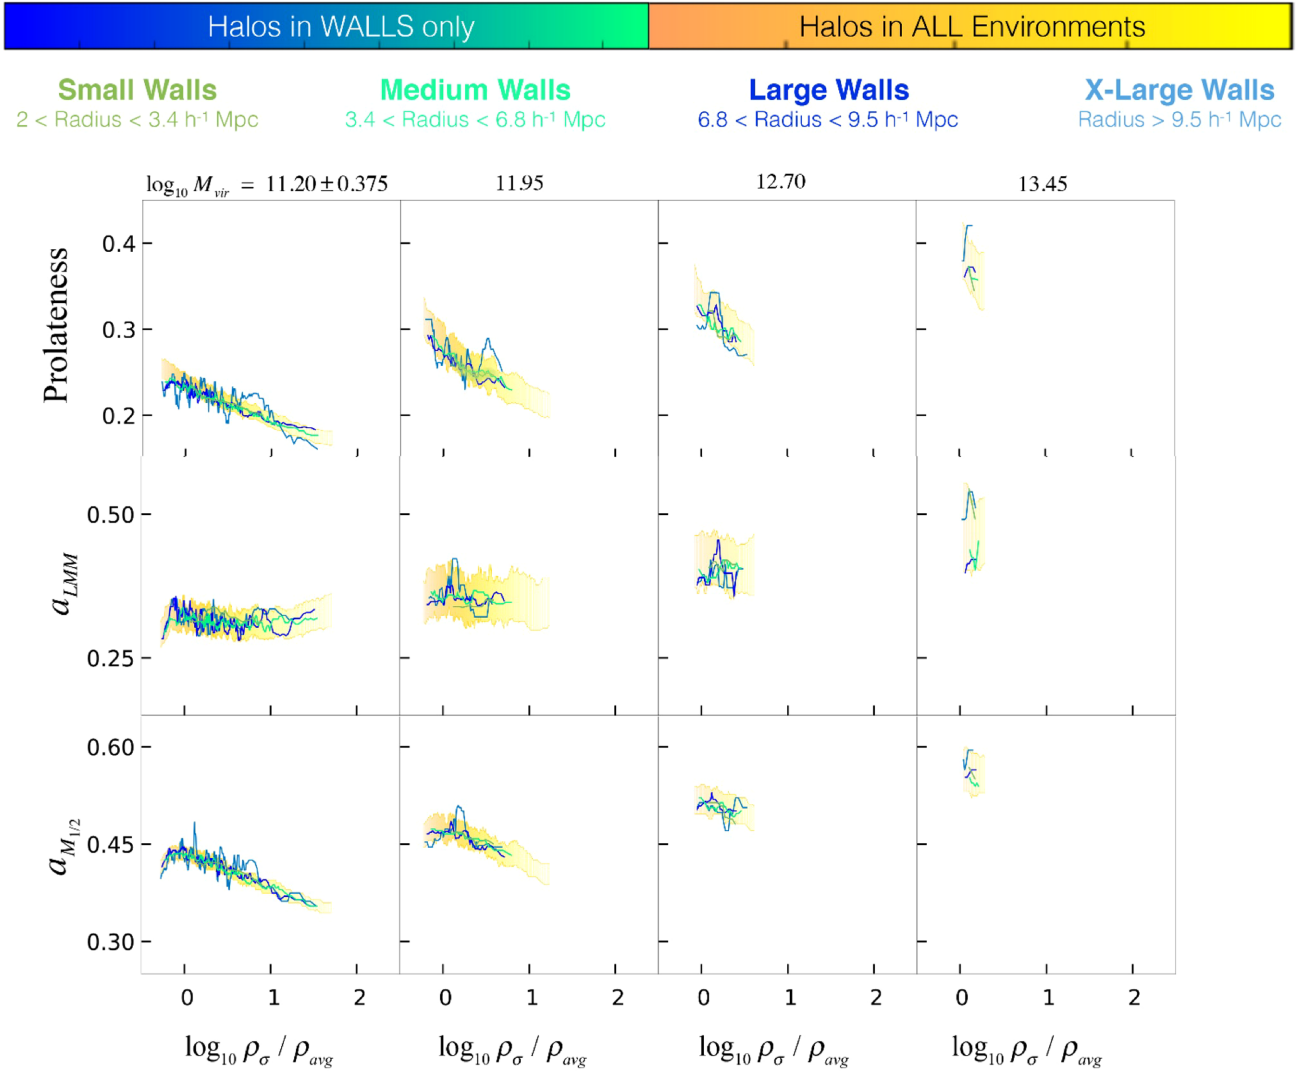 Halos in WALLS only Halos in ALL Environments
Small Walls Medium Walls Large Walls X-Large Walls
2 < Radius < 3.4 h⁻¹ Mpc 3.4 < Radius < 6.8 h⁻¹ Mpc 6.8 < Radius < 9.5 h⁻¹ Mpc Radius > 9.5 h⁻¹ Mpc
log₁₀ M_vir = 11.20 ± 0.375 11.95 12.70 13.45
Prolateness
0.4
0.3
0.2
a_LMM
0.50
0.25
a_M₁/₂
0.60
0.45
0.30
0 1 2 0 1 2 0 1 2 0 1 2
log₁₀ ρ_σ / ρ_avg log₁₀ ρ_σ / ρ_avg log₁₀ ρ_σ / ρ_avg log₁₀ ρ_σ / ρ_avg